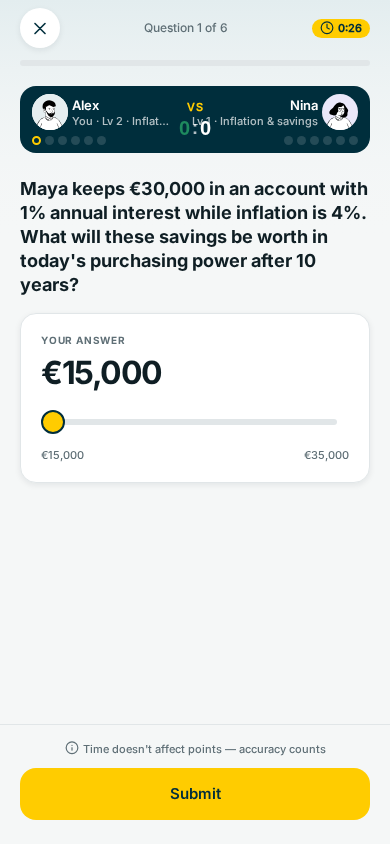 Question 1 of 6
0:26
Alex
VS
Nina
You · Lv 2 · Inflat...
Lv 1 · Inflation & savings
0:0
Maya keeps €30,000 in an account with
1% annual interest while inflation is 4%.
What will these savings be worth in
today's purchasing power after 10
years?
YOUR ANSWER
€15,000
€15,000
€35,000
Time doesn't affect points — accuracy counts
Submit